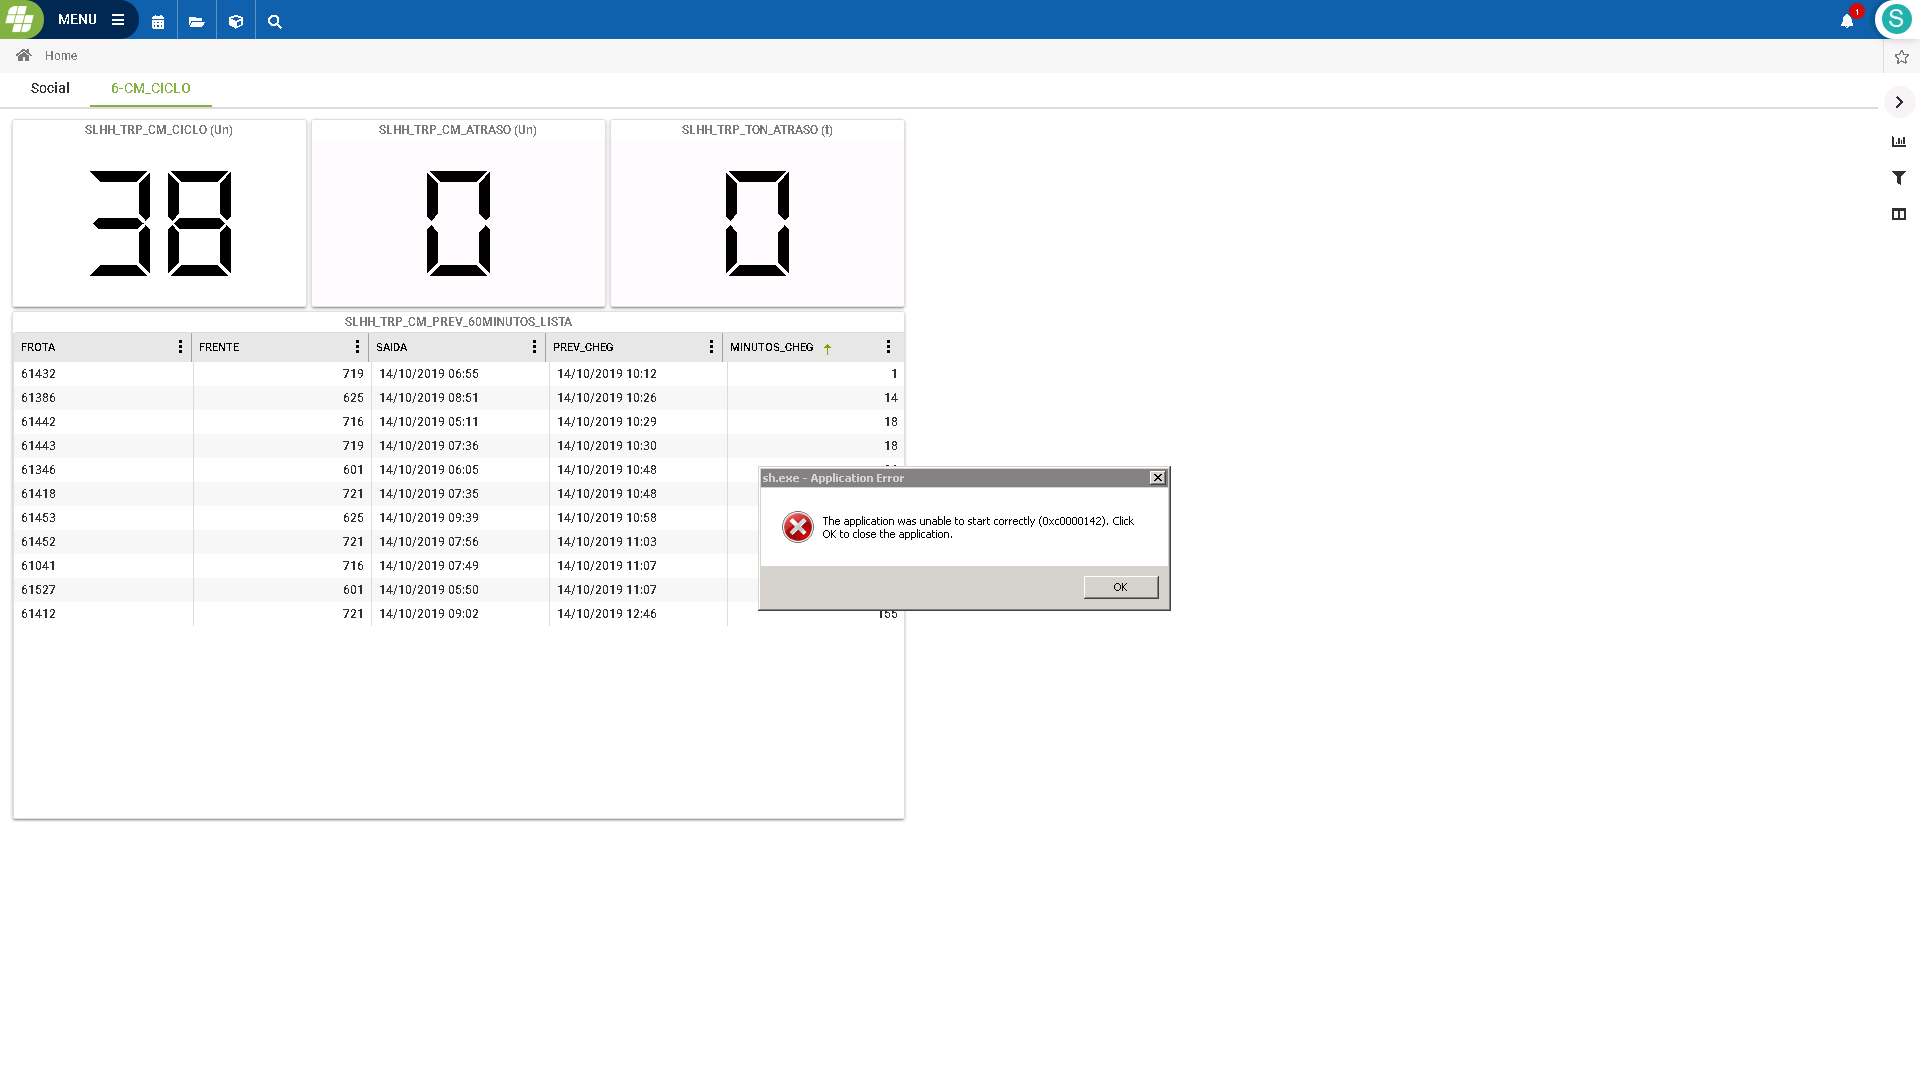 MENU
1
S
Home
Social 6-CM_CICLO
SLHH_TRP_CM_CICLO (Un) SLHH_TRP_CM_ATRASO (Un) SLHH_TRP_TON_ATRASO (t)
38 0 0
SLHH_TRP_CM_PREV_60MINUTOS_LISTA
FROTA FRENTE SAIDA PREV_CHEG MINUTOS_CHEG
61432 719 14/10/2019 06:55 14/10/2019 10:12 1
61386 625 14/10/2019 08:51 14/10/2019 10:26 14
61442 716 14/10/2019 05:11 14/10/2019 10:29 18
61443 719 14/10/2019 07:36 14/10/2019 10:30 18
61346 601 14/10/2019 06:05 14/10/2019 10:48
61418 721 14/10/2019 07:35 14/10/2019 10:48
61453 625 14/10/2019 09:39 14/10/2019 10:58
61452 721 14/10/2019 07:56 14/10/2019 11:03
61041 716 14/10/2019 07:49 14/10/2019 11:07
61527 601 14/10/2019 05:50 14/10/2019 11:07
61412 721 14/10/2019 09:02 14/10/2019 12:46 155
sh.exe - Application Error
The application was unable to start correctly (0xc0000142). Click
OK to close the application.
OK